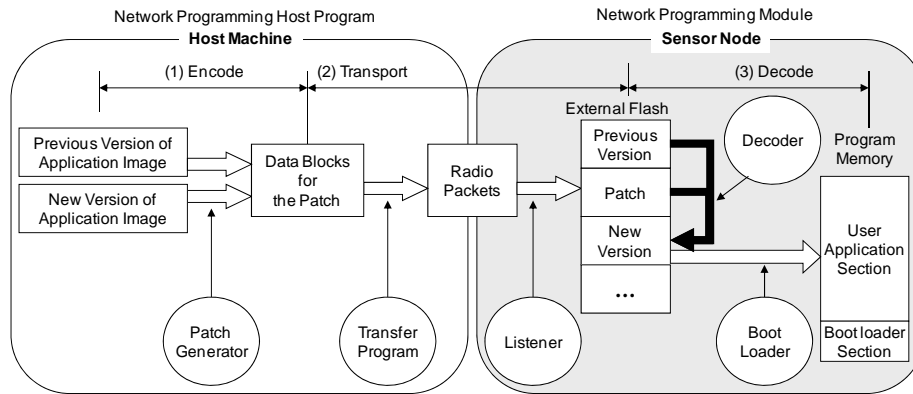 Network Programming Host Program
Host Machine
Network Programming Module
Sensor Node
(1) Encode
(2) Transport
(3) Decode
External Flash
Previous Version of
Application Image
New Version of
Application Image
Data Blocks
for
the Patch
Radio
Packets
Previous
Version
Patch
New
Version
...
Decoder
Program
Memory
User
Application
Section
Boot loader
Section
Patch
Generator
Transfer
Program
Listener
Boot
Loader